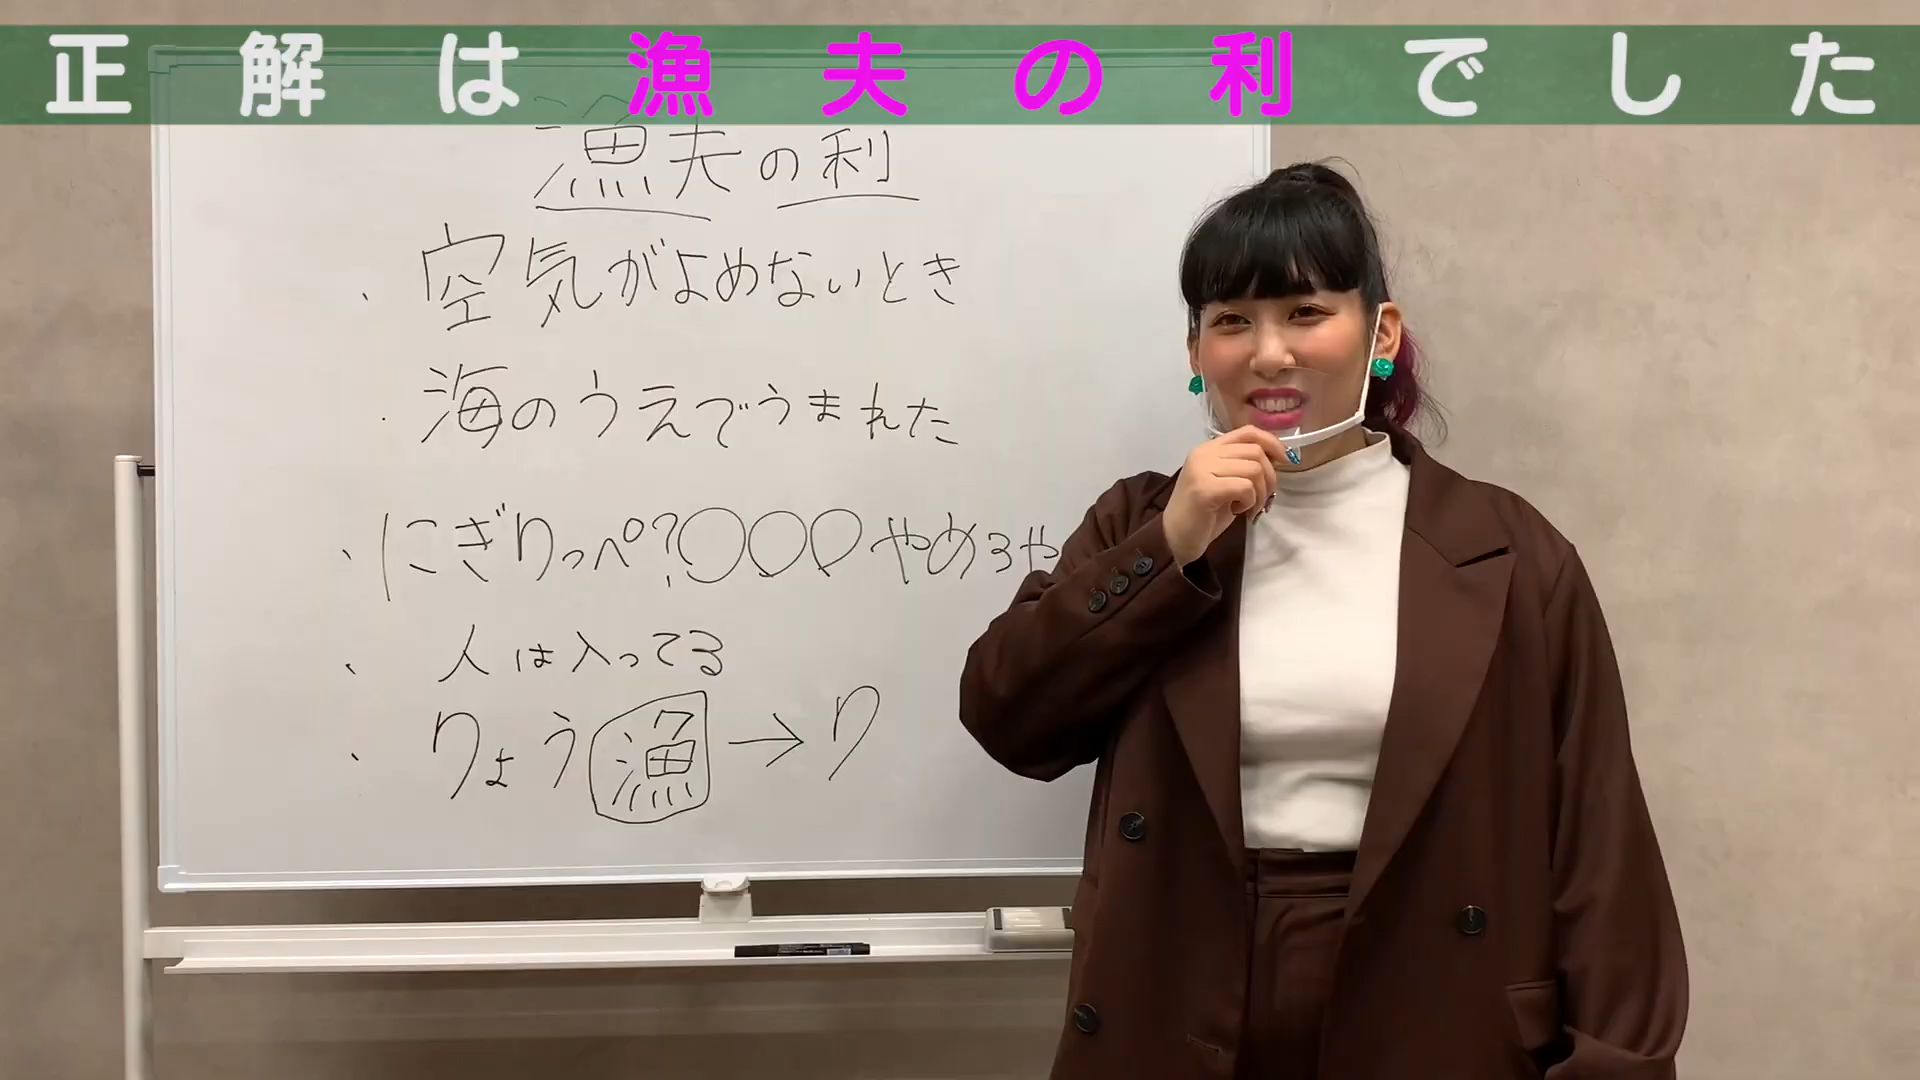 正解は漁夫の利でした
漁夫の利
・空気がよめないとき
・海のうえでうまれた
・にぎりっぺ?〇〇〇やめろや
・人は入ってる
・りょう漁→り